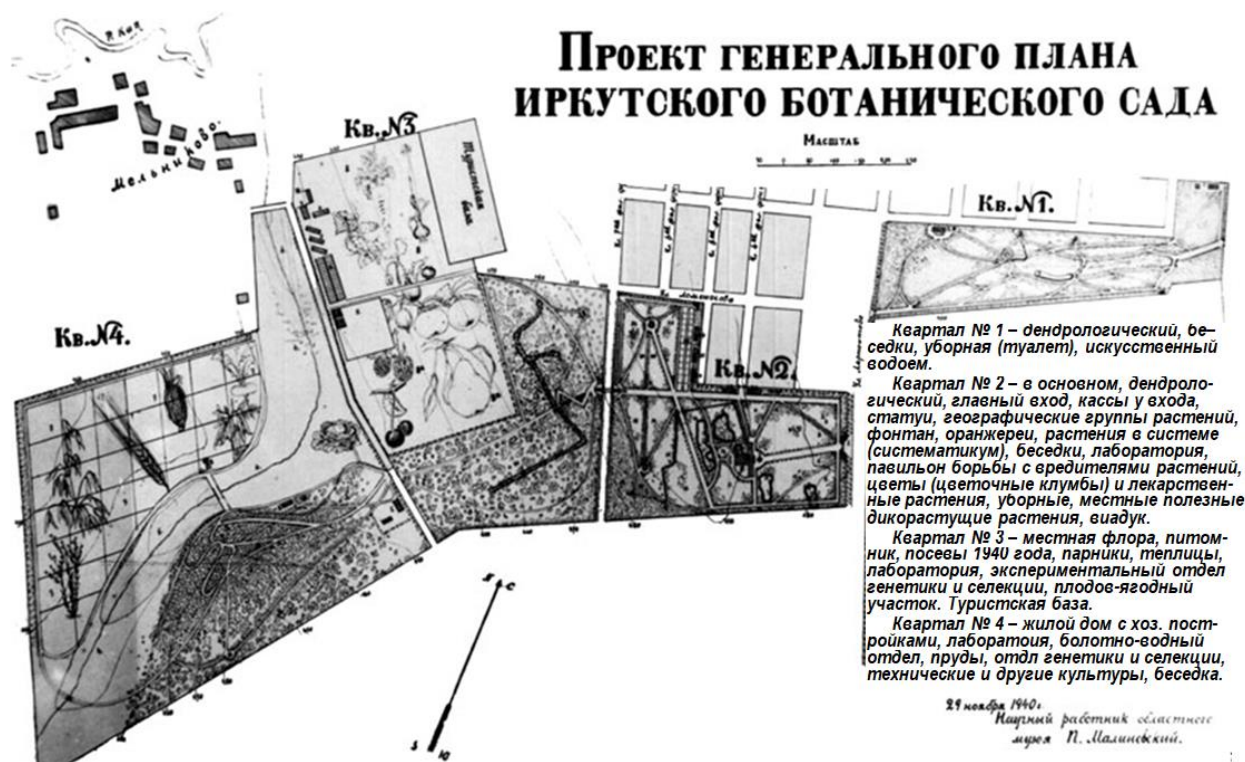 Проект генерального плана
Иркутского ботанического сада
Масштаб
р. Кая
Мельниково.
Кв. №3
Туристская
база
Кв. №1.
Кв. №4.
Ул. Ломоносова
Кв. №2.
Квартал № 1 – дендрологический, бе–
седки, уборная (туалет), искусственный
водоем.
Квартал № 2 – в основном, дендроло-
гический, главный вход, кассы у входа,
статуи, географические группы растений,
фонтан, оранжереи, растения в системе
(систематикум), беседки, лаборатория,
павильон борьбы с вредителями растений,
цветы (цветочные клумбы) и лекарствен-
ные растения, уборные, местные полезные
дикорастущие растения, виадук.
Квартал № 3 – местная флора, питом-
ник, посевы 1940 года, парники, теплицы,
лаборатория, экспериментальный отдел
генетики и селекции, плодов-ягодный
участок. Туристская база.
Квартал № 4 – жилой дом с хоз. пост-
ройками, лаборатоия, болотно-водный
отдел, пруды, отдл генетики и селекции,
технические и другие культуры, беседка.
С
Ю
29 ноября 1940г.
Научный работник областного
музея П. Малиновский.